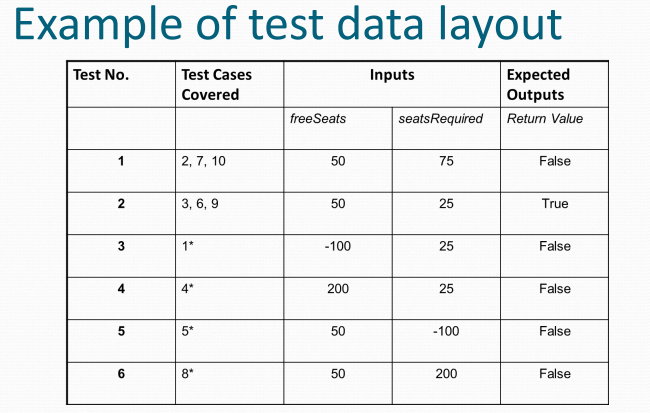 Example of test data layout
Test No. Test Cases Covered Inputs Expected Outputs
freeSeats seatsRequired Return Value
1 2, 7, 10 50 75 False
2 3, 6, 9 50 25 True
3 1* -100 25 False
4 4* 200 25 False
5 5* 50 -100 False
6 8* 50 200 False